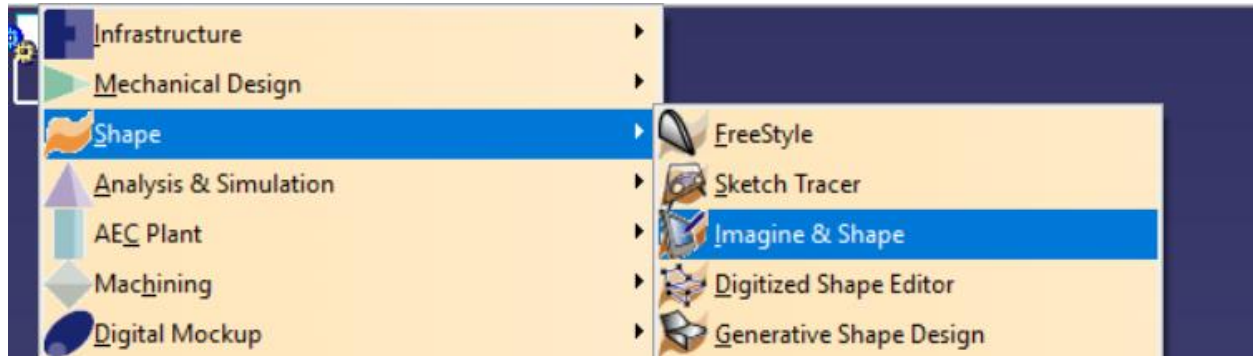 Infrastructure
Mechanical Design
Shape
Analysis & Simulation
AEC Plant
Machining
Digital Mockup
FreeStyle
Sketch Tracer
Imagine & Shape
Digitized Shape Editor
Generative Shape Design